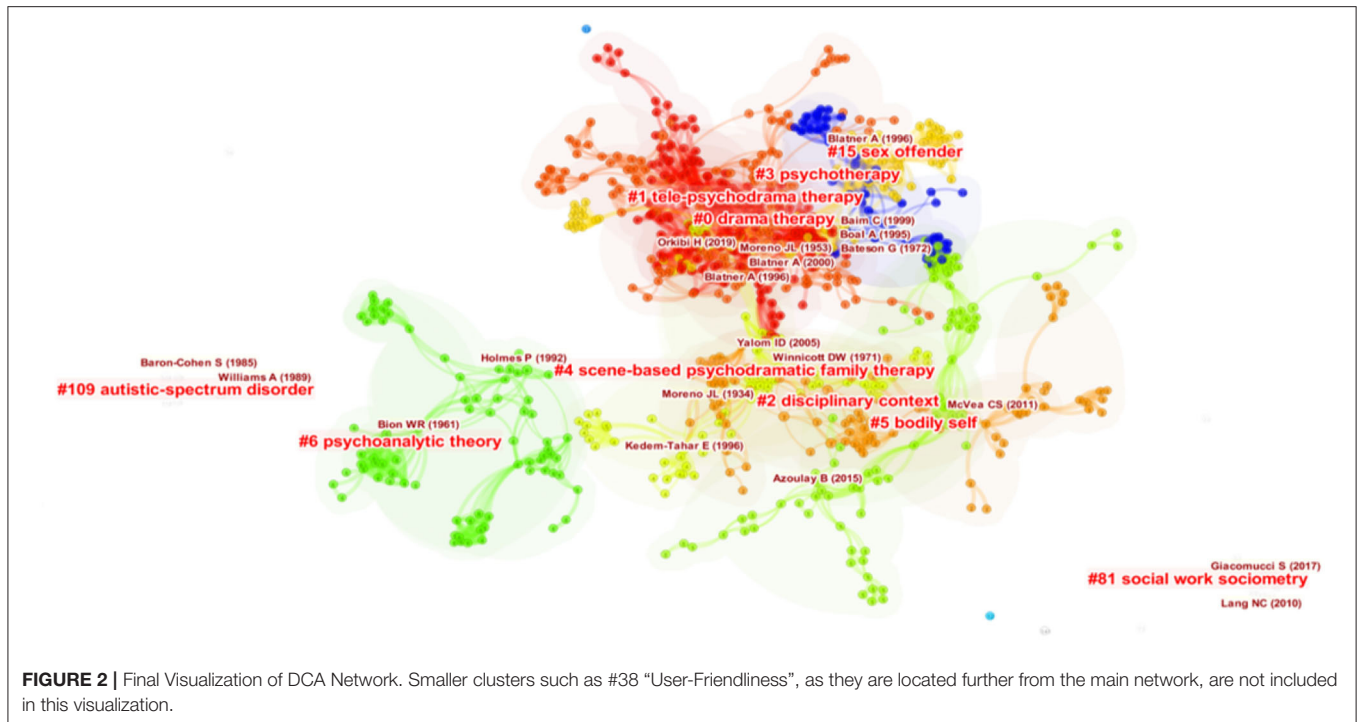 Blatner A (1996)
#15 sex offender
#3 psychotherapy
#1 tele-psychodrama therapy
#0 drama therapy
Baim C (1999)
Boal A (1995)
Orkibi H (2019)
Moreno JL (1953)
Bateson G (1972)
Blatner A (2000)
Blatner A (1996)
Yalom ID (2005)
Holmes P (1992)
Winnicott DW (1971)
Baron-Cohen S (1985)
#4 scene-based psychodramatic family therapy
Williams A (1989)
#109 autistic-spectrum disorder
Moreno JL (1934)
#2 disciplinary context
McVea CS (2011)
Bion WR (1961)
#5 bodily self
#6 psychoanalytic theory
Kedem-Tahar E (1996)
Azoulay B (2015)
Giacomucci S (2017)
#81 social work sociometry
Lang NC (2010)
FIGURE 2 | Final Visualization of DCA Network. Smaller clusters such as #38 “User-Friendliness”, as they are located further from the main network, are not included
in this visualization.